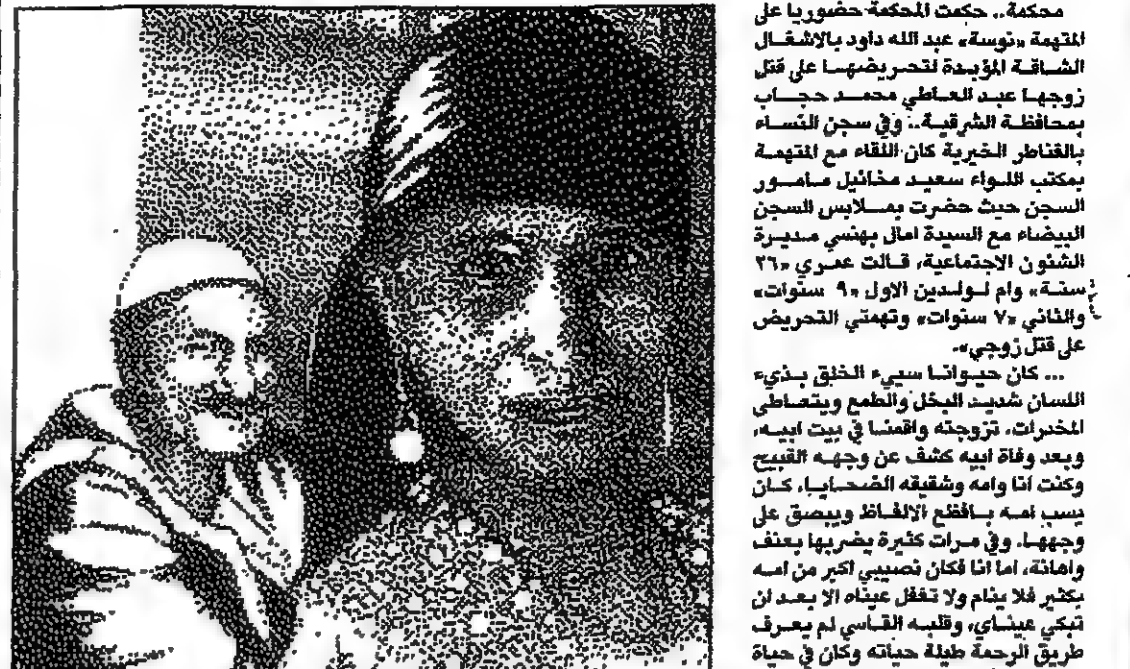 محكمة.. حكمت المحكمة حضوريا على
المتهمة «نوسة» عبد الله داود بالاشغال
الشاقة المؤبدة لتحريضها على قتل
زوجها عبد العاطي محمد حجاب
بمحافظة الشرقية.. وفي سجن النساء
بالقناطر الخيرية كان اللقاء مع المتهمة
بمكتب اللواء سعيد مخائيل مامور
السجن حيث حضرت بملابس السجن
البيضاء مع السيدة امال بهنسي مديرة
الشئون الاجتماعية، قالت عمري «٢٦
سنة» وام لولدين الاول «٩ سنوات»
والثاني «٧ سنوات» وتهمتي التحريض
على قتل زوجي».
... كان حيوانا سيىء الخلق بذيء
اللسان شديد البخل والطمع ويتعاطى
المخدرات، تزوجته واقمنا في بيت ابيه،
وبعد وفاة ابيه كشف عن وجهه القبيح
وكنت انا وامه وشقيقه الضحايا، كان
يسب امه بافظع الالفاظ ويبصق على
وجهها، وفي مرات كثيرة يضربها بعنف
واهانة، اما انا فكان نصيبي اكبر من امه
بكثير فلا ينام ولا تغفل عيناه الا بعد ان
تبكي عيناي، وقلبه القاسي لم يعرف
طريق الرحمة طيلة حياته وكان في حياة